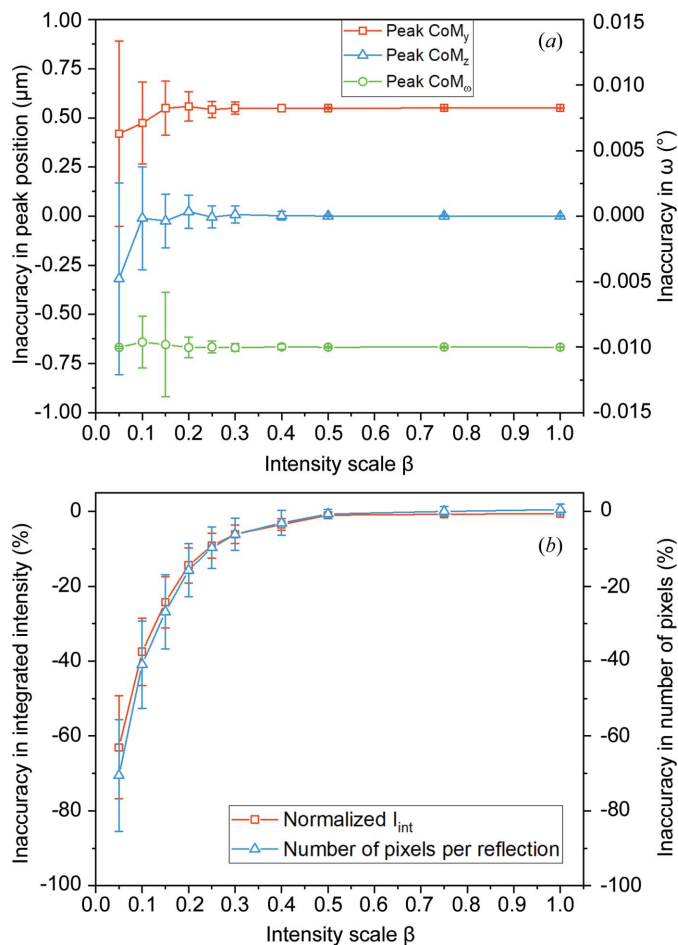 (a)
Peak CoMy
Peak CoMz
Peak CoMω
1.00
0.75
0.50
0.25
0.00
-0.25
-0.50
-0.75
-1.00
Inaccuracy in peak position (μm)
0.015
0.010
0.005
0.000
-0.005
-0.010
-0.015
Inaccuracy in ω (°)
0.0 0.1 0.2 0.3 0.4 0.5 0.6 0.7 0.8 0.9 1.0
Intensity scale β
(b)
0
-20
-40
-60
-80
-100
Inaccuracy in integrated intensity (%)
0
-20
-40
-60
-80
-100
Inaccuracy in number of pixels (%)
Normalized Iint
Number of pixels per reflection
0.0 0.1 0.2 0.3 0.4 0.5 0.6 0.7 0.8 0.9 1.0
Intensity scale β